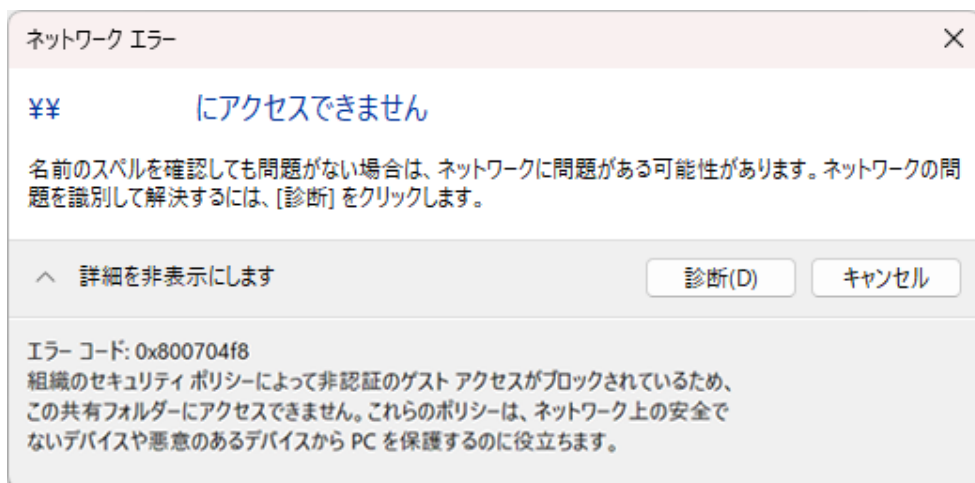 ネットワーク エラー
¥¥ にアクセスできません
名前のスペルを確認しても問題がない場合は、ネットワークに問題がある可能性があります。ネットワークの問
題を識別して解決するには、[診断] をクリックします。
詳細を非表示にします
診断(D)
キャンセル
エラー コード: 0x800704f8
組織のセキュリティ ポリシーによって非認証のゲスト アクセスがブロックされているため、
この共有フォルダーにアクセスできません。これらのポリシーは、ネットワーク上の安全で
ないデバイスや悪意のあるデバイスから PC を保護するのに役立ちます。